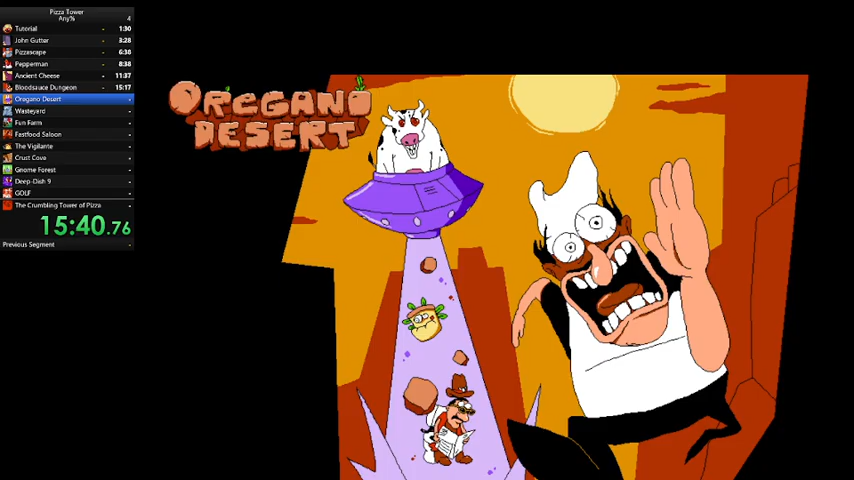 Pizza Tower
Any% 4
Tutorial - 1:30
John Gutter - 3:28
Pizzascape - 6:38
Pepperman - 8:38
Ancient Cheese - 11:37
Bloodsauce Dungeon - 15:17
Oregano Desert -
Wasteyard -
Fun Farm -
Fastfood Saloon -
The Vigilante -
Crust Cove -
Gnome Forest -
Deep-Dish 9 -
GOLF -
The Crumbling Tower of Pizza -
15:40.76
Previous Segment -
OREGANO
DESERT